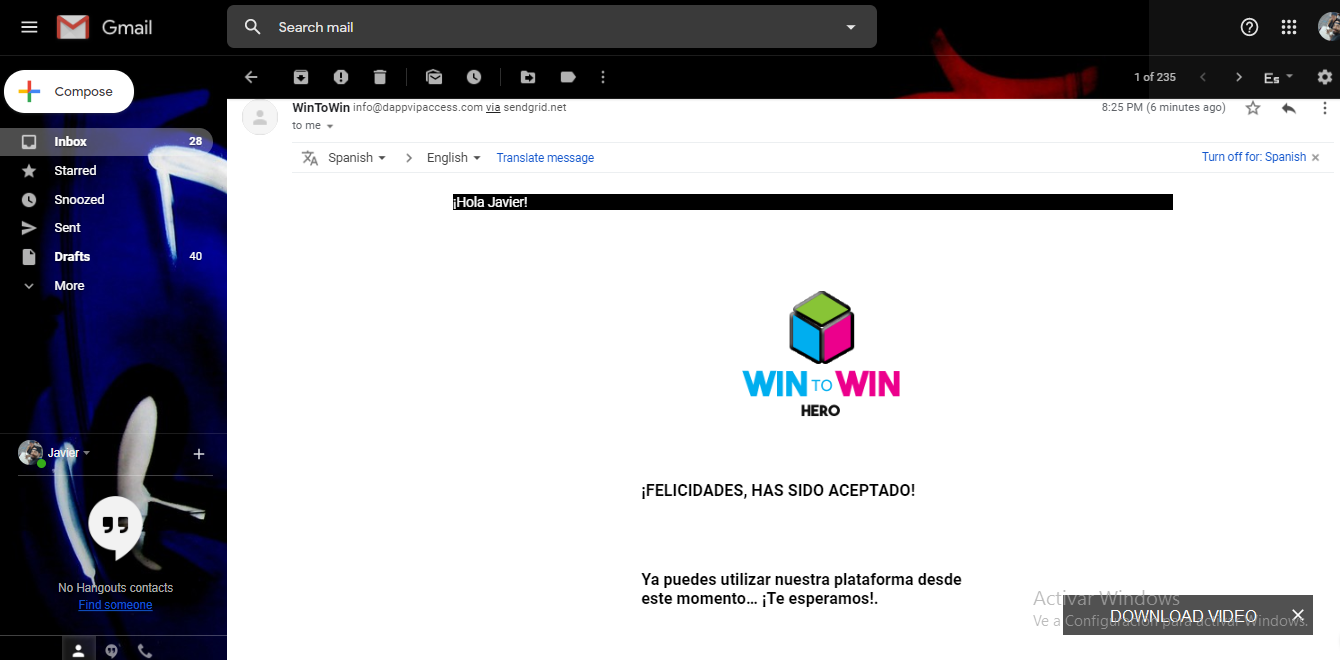 Gmail
Search mail
Compose
1 of 235
Es
Inbox 28
Starred
Snoozed
Sent
Drafts 40
More
WinToWin info@dappvipaccess.com via sendgrid.net
8:25 PM (6 minutes ago)
to me
Spanish > English Translate message
Turn off for: Spanish ×
¡Hola Javier!
WIN TO WIN
HERO
Javier
¡FELICIDADES, HAS SIDO ACEPTADO!
No Hangouts contacts
Find someone
Ya puedes utilizar nuestra plataforma desde
este momento… ¡Te esperamos!.
Activar Windows
Ve a Configuración para activar Windows.
DOWNLOAD VIDEO